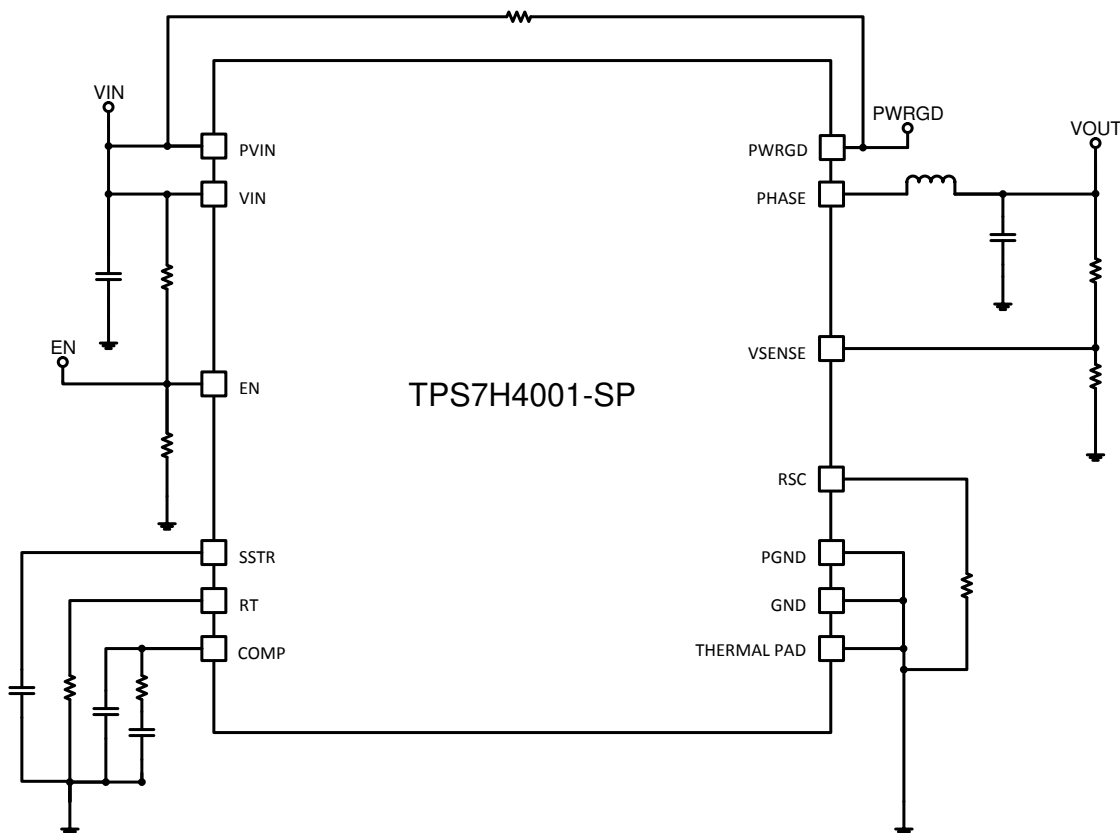 VIN
PWRGD
VOUT
PVIN
PWRGD
VIN
PHASE
EN
VSENSE
EN
TPS7H4001-SP
RSC
SSTR
PGND
RT
GND
COMP
THERMAL PAD